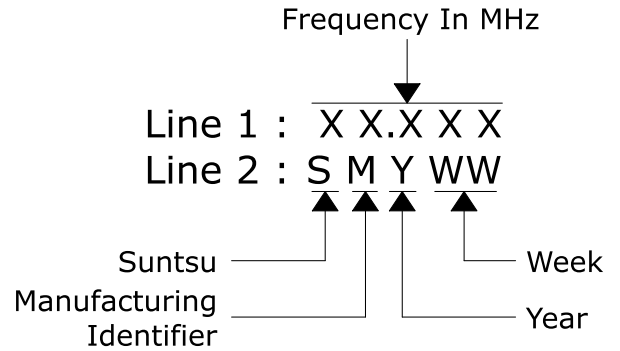 Frequency In MHz
Line 1 : X X.X X X
Line 2 : S M Y WW
Suntsu
Week
Manufacturing
Identifier
Year